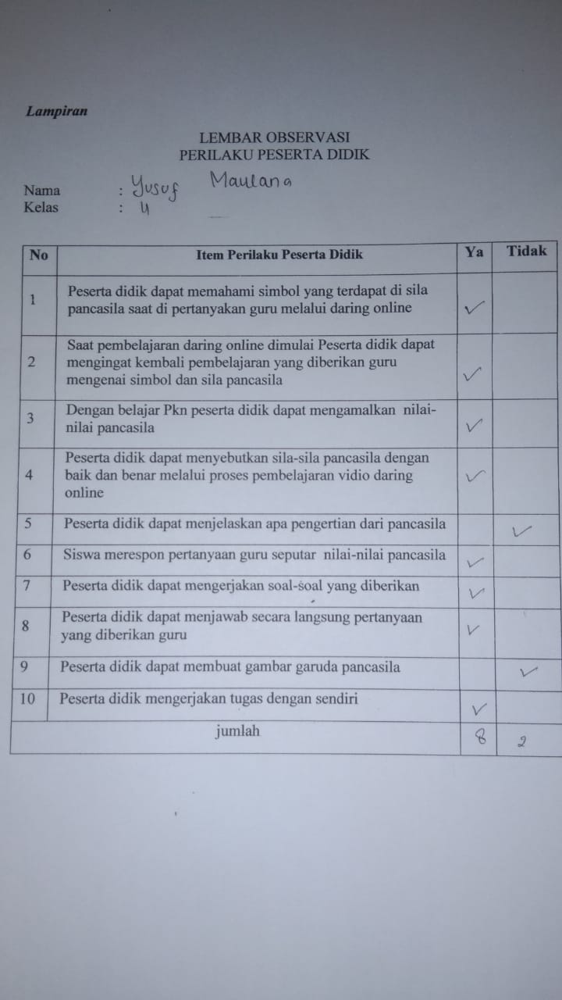 Lampiran
LEMBAR OBSERVASI
PERILAKU PESERTA DIDIK
Nama : Yusuf Maulana
Kelas : 4
No Item Perilaku Peserta Didik Ya Tidak
1 Peserta didik dapat memahami simbol yang terdapat di sila
pancasila saat di pertanyakan guru melalui daring online ✓
2 Saat pembelajaran daring online dimulai Peserta didik dapat
mengingat kembali pembelajaran yang diberikan guru
mengenai simbol dan sila pancasila ✓
3 Dengan belajar Pkn peserta didik dapat mengamalkan nilai-
nilai pancasila ✓
4 Peserta didik dapat menyebutkan sila-sila pancasila dengan
baik dan benar melalui proses pembelajaran vidio daring ✓
online
5 Peserta didik dapat menjelaskan apa pengertian dari pancasila ✓
6 Siswa merespon pertanyaan guru seputar nilai-nilai pancasila ✓
7 Peserta didik dapat mengerjakan soal-soal yang diberikan ✓
8 Peserta didik dapat menjawab secara langsung pertanyaan
yang diberikan guru ✓
9 Peserta didik dapat membuat gambar garuda pancasila ✓
10 Peserta didik mengerjakan tugas dengan sendiri ✓
jumlah 8 2